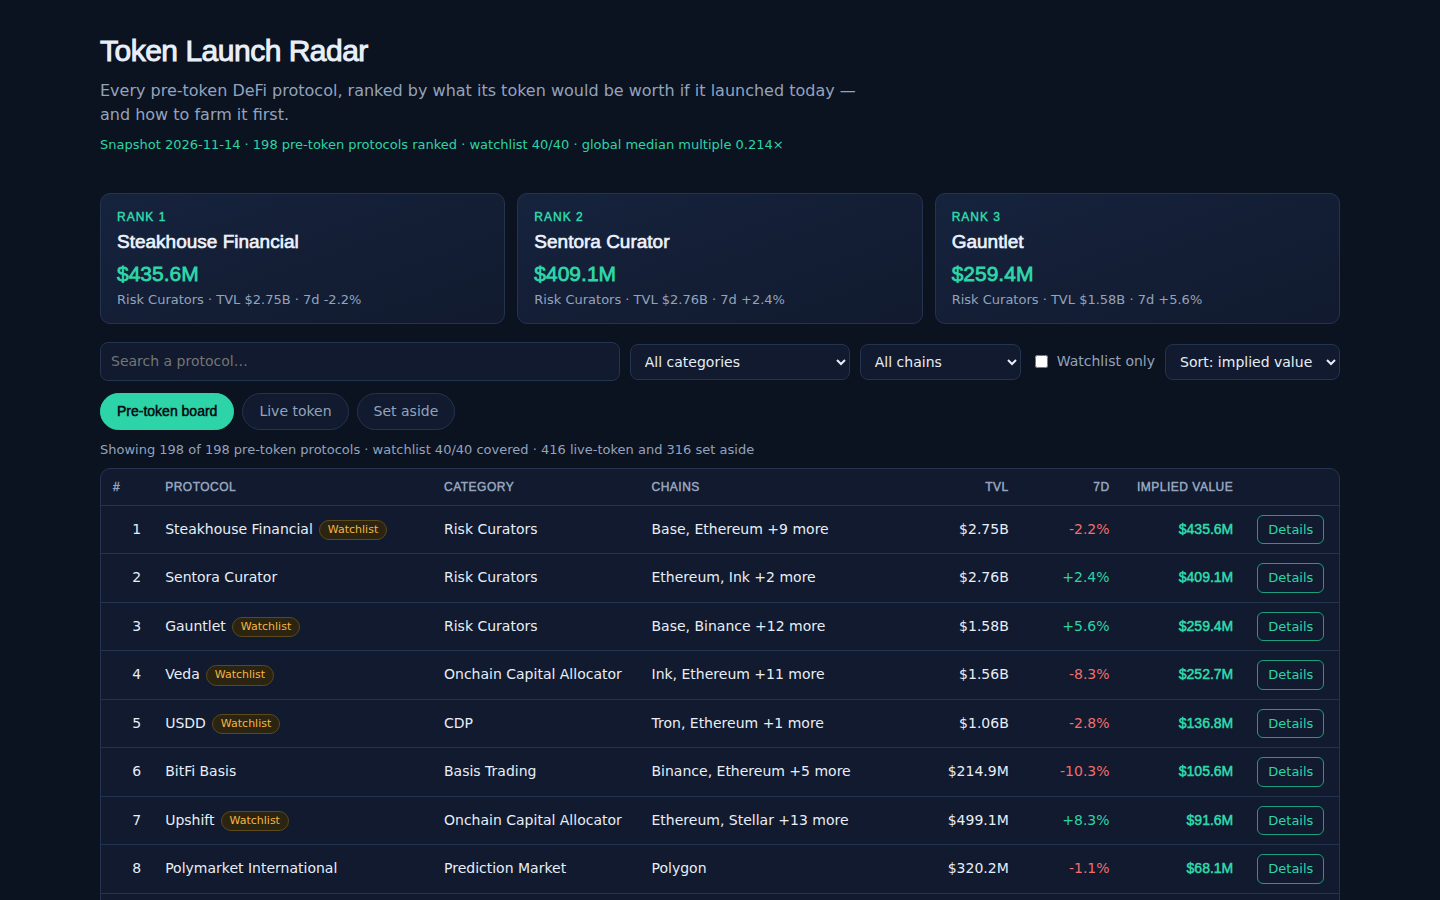 Token Launch Radar
Every pre-token DeFi protocol, ranked by what its token would be worth if it launched today —
and how to farm it first.
Snapshot 2026-11-14 · 198 pre-token protocols ranked · watchlist 40/40 · global median multiple 0.214×
RANK 1
Steakhouse Financial
$435.6M
Risk Curators · TVL $2.75B · 7d -2.2%
RANK 2
Sentora Curator
$409.1M
Risk Curators · TVL $2.76B · 7d +2.4%
RANK 3
Gauntlet
$259.4M
Risk Curators · TVL $1.58B · 7d +5.6%
Search a protocol… All categories All chains Watchlist only Sort: implied value
Pre-token board Live token Set aside
Showing 198 of 198 pre-token protocols · watchlist 40/40 covered · 416 live-token and 316 set aside
# PROTOCOL CATEGORY CHAINS TVL 7D IMPLIED VALUE
1 Steakhouse Financial Watchlist Risk Curators Base, Ethereum +9 more $2.75B -2.2% $435.6M Details
2 Sentora Curator Risk Curators Ethereum, Ink +2 more $2.76B +2.4% $409.1M Details
3 Gauntlet Watchlist Risk Curators Base, Binance +12 more $1.58B +5.6% $259.4M Details
4 Veda Watchlist Onchain Capital Allocator Ink, Ethereum +11 more $1.56B -8.3% $252.7M Details
5 USDD Watchlist CDP Tron, Ethereum +1 more $1.06B -2.8% $136.8M Details
6 BitFi Basis Basis Trading Binance, Ethereum +5 more $214.9M -10.3% $105.6M Details
7 Upshift Watchlist Onchain Capital Allocator Ethereum, Stellar +13 more $499.1M +8.3% $91.6M Details
8 Polymarket International Prediction Market Polygon $320.2M -1.1% $68.1M Details